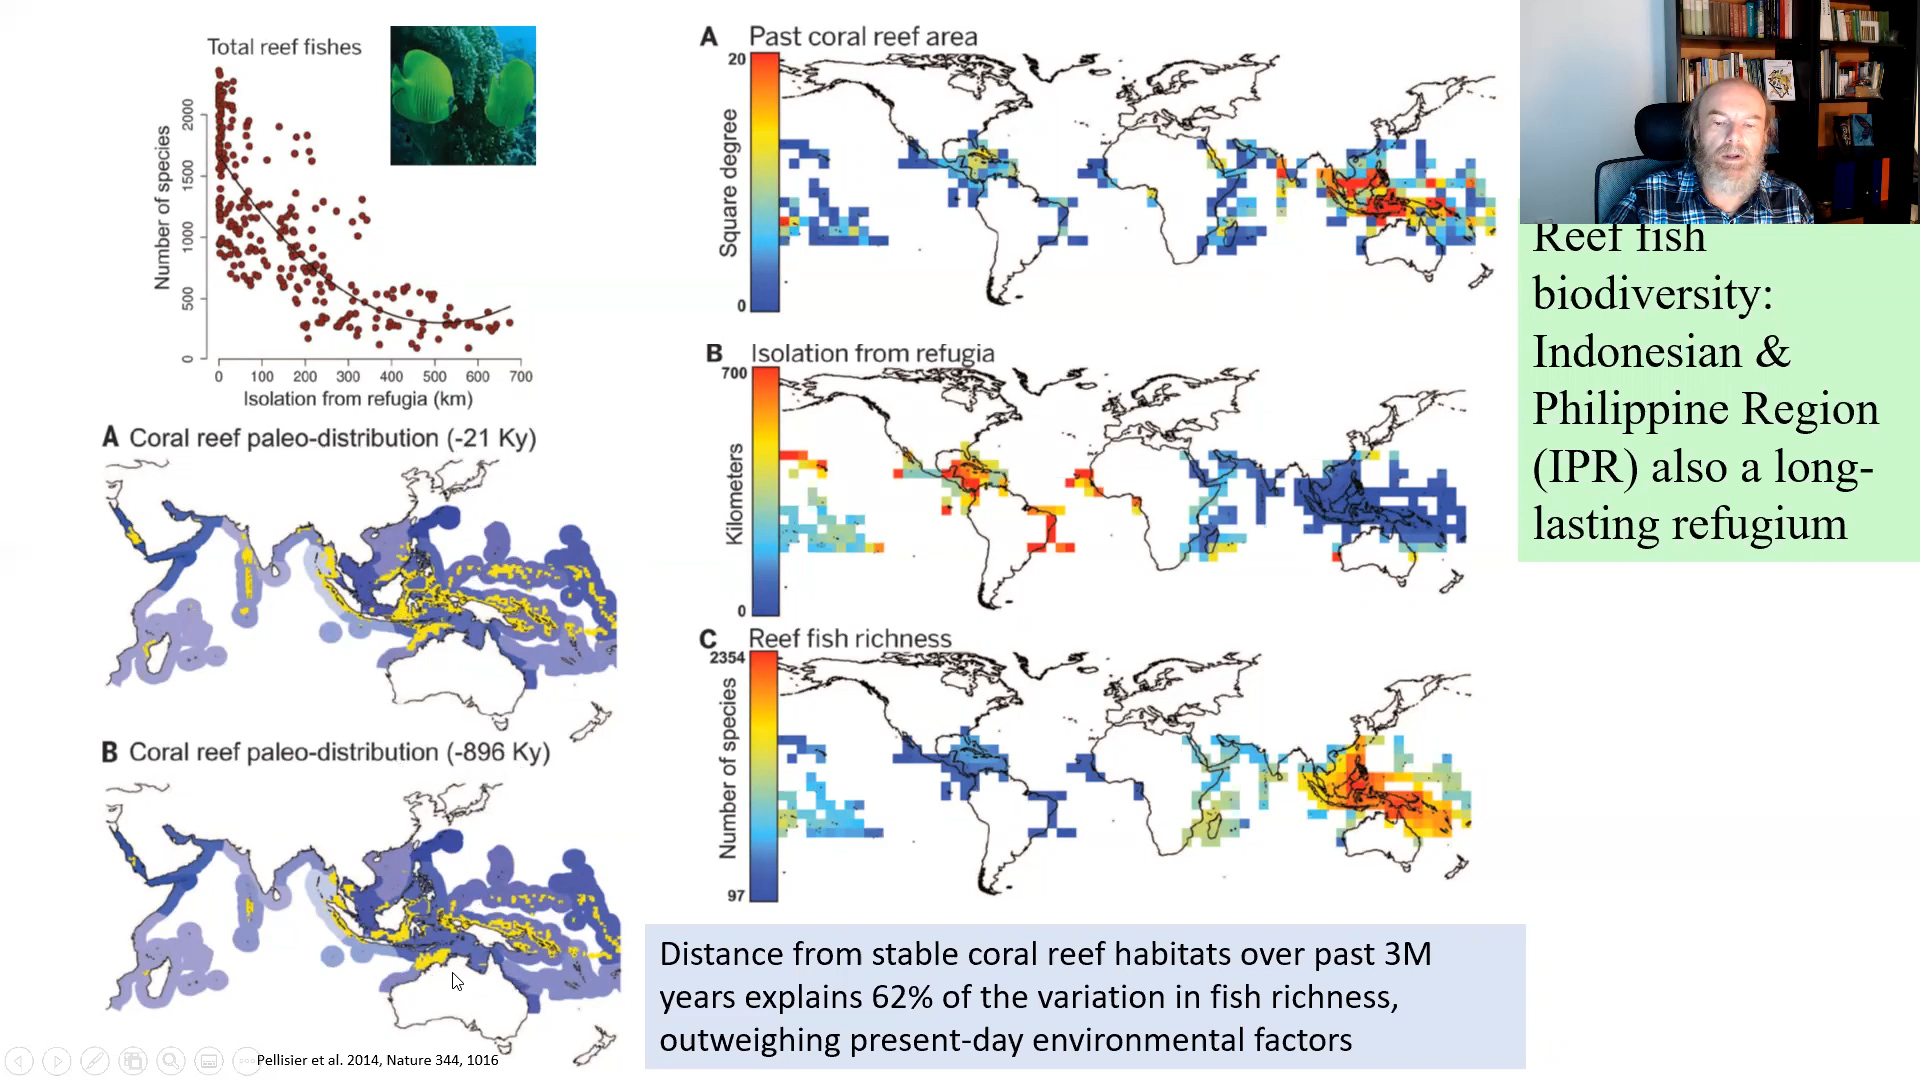 Total reef fishes
Number of species
2000
1500
1000
500
0
0 100 200 300 400 500 600 700
Isolation from refugia (km)
A Coral reef paleo-distribution (-21 Ky)
B Coral reef paleo-distribution (-896 Ky)
Pellisier et al. 2014, Nature 344, 1016
A Past coral reef area
20
Square degree
0
B Isolation from refugia
700
Kilometers
0
C Reef fish richness
2354
Number of species
97
Distance from stable coral reef habitats over past 3M
years explains 62% of the variation in fish richness,
outweighing present-day environmental factors
Reef fish
biodiversity:
Indonesian &
Philippine Region
(IPR) also a long-
lasting refugium